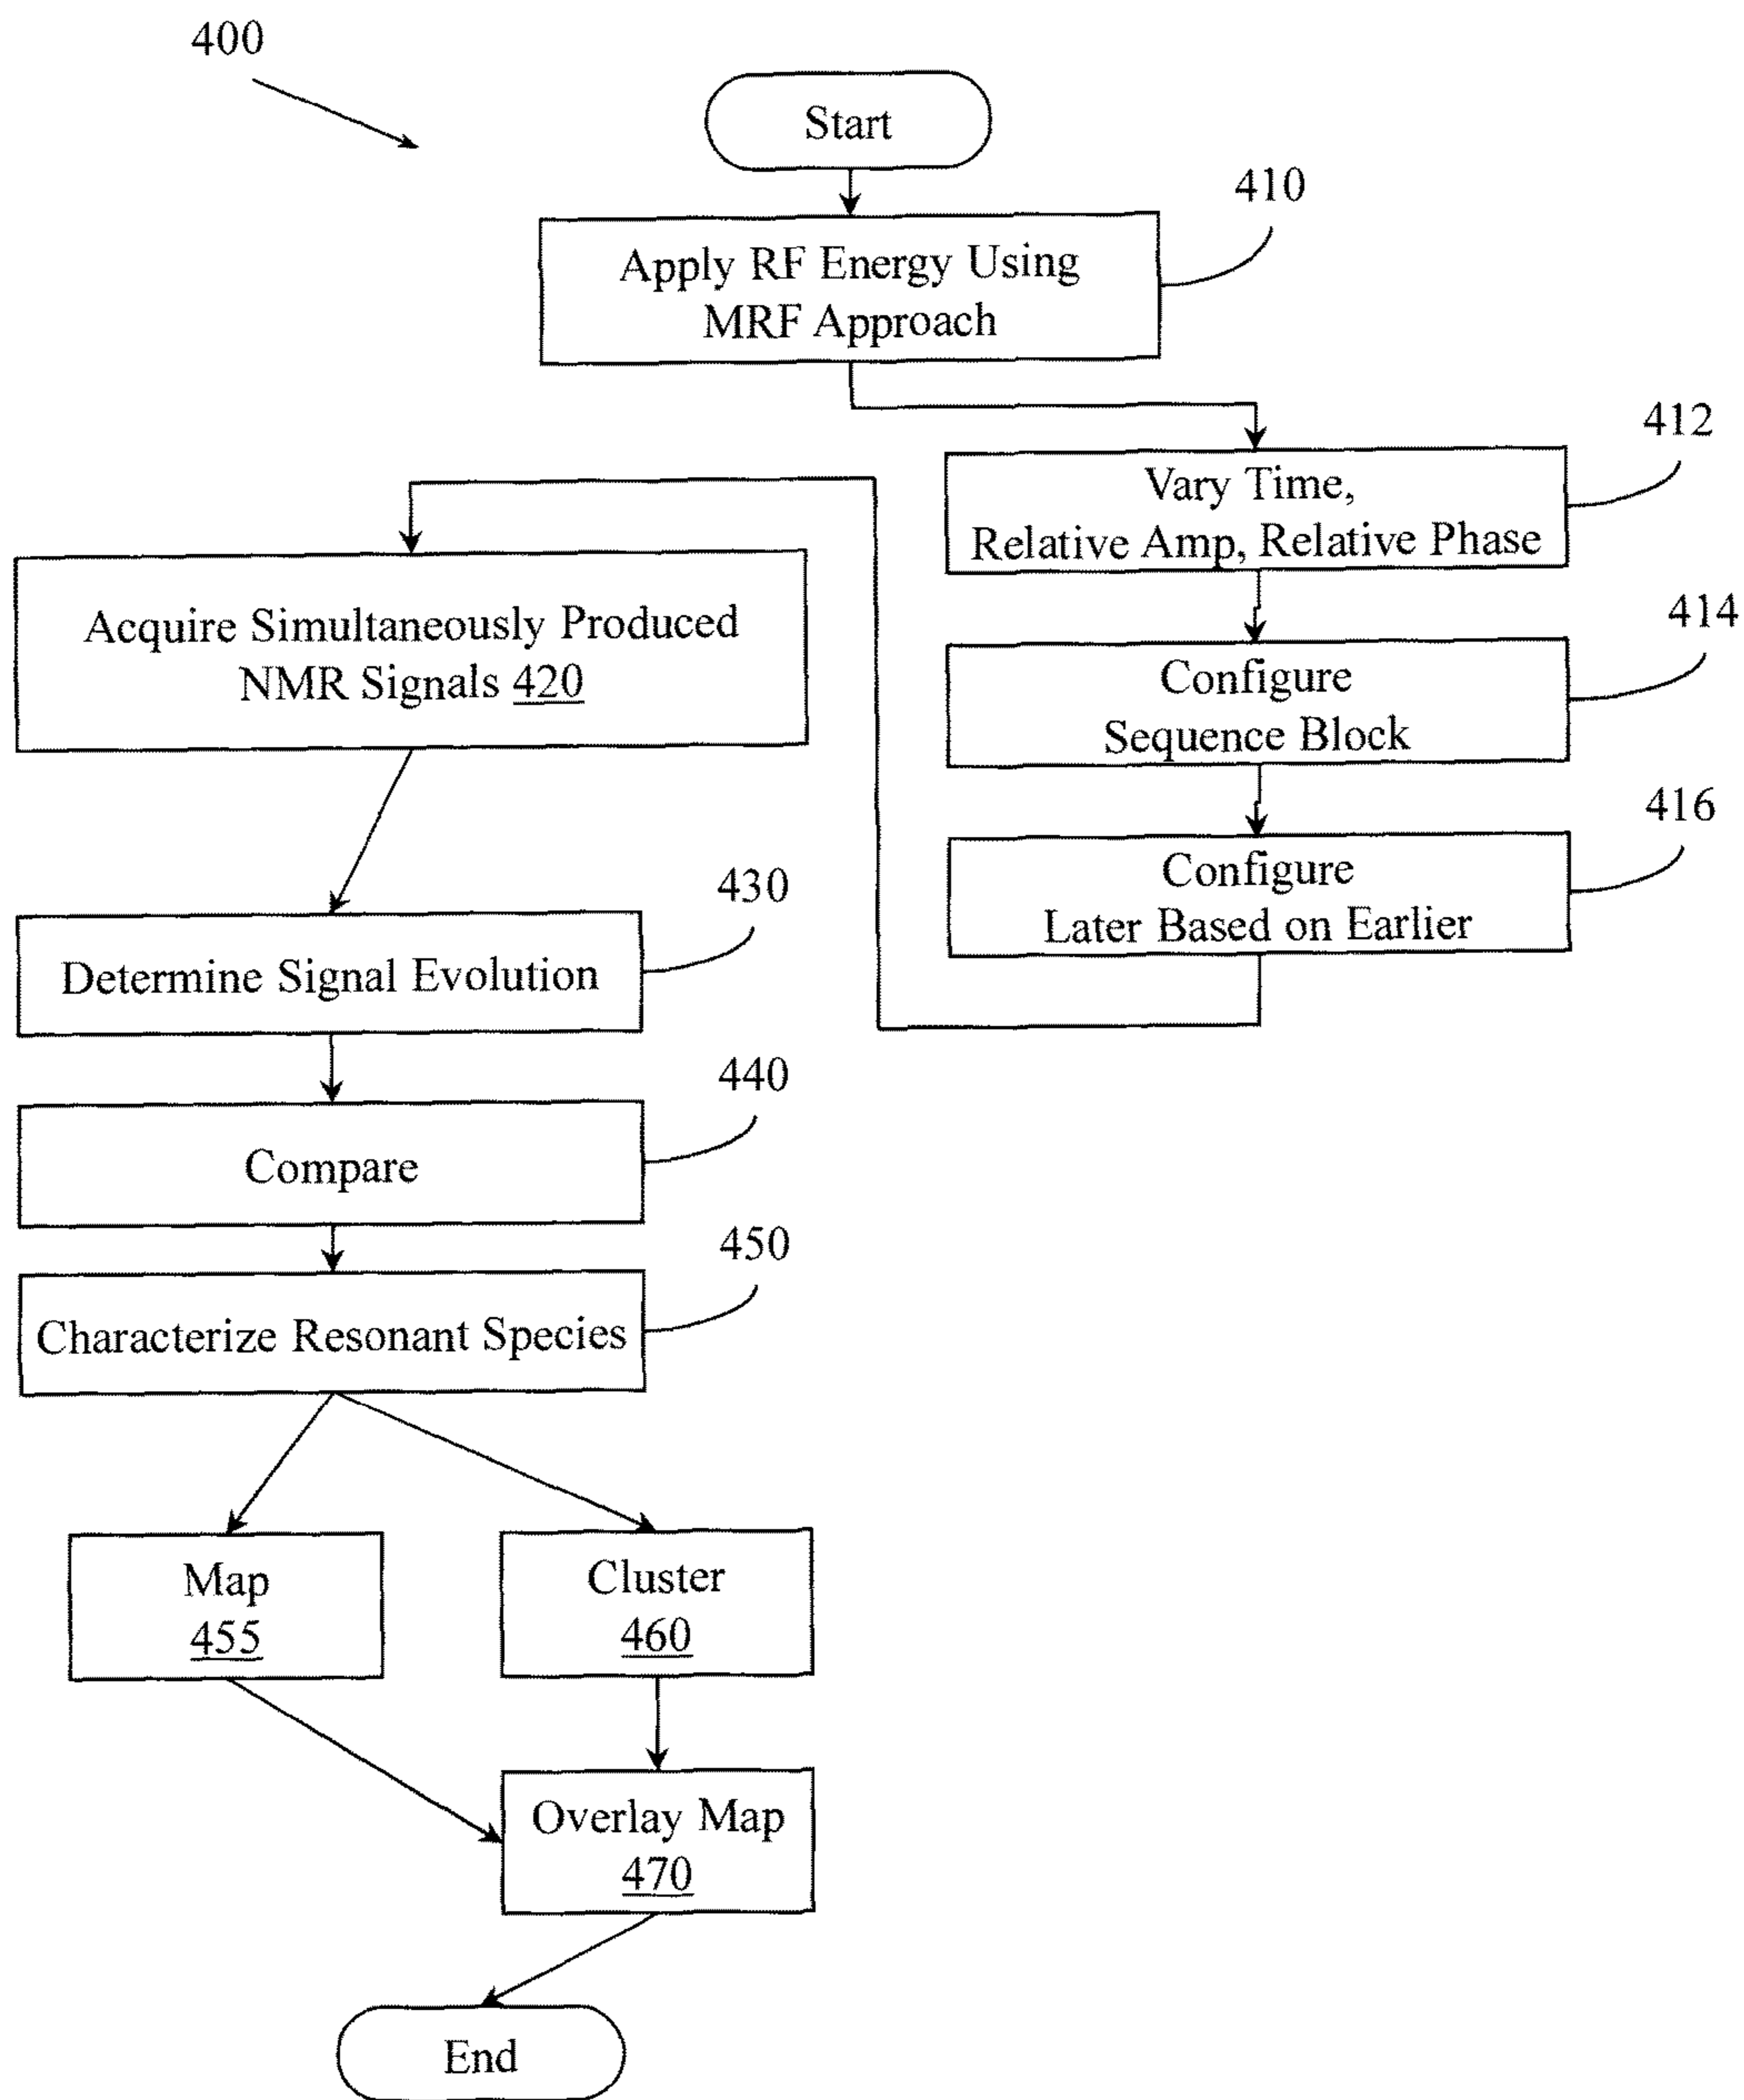 400
Start
410
Apply RF Energy Using
MRF Approach
412
Vary Time,
Relative Amp, Relative Phase
414
Configure
Sequence Block
416
Configure
Later Based on Earlier
Acquire Simultaneously Produced
NMR Signals 420
430
Determine Signal Evolution
440
Compare
450
Characterize Resonant Species
Map
455
Cluster
460
Overlay Map
470
End